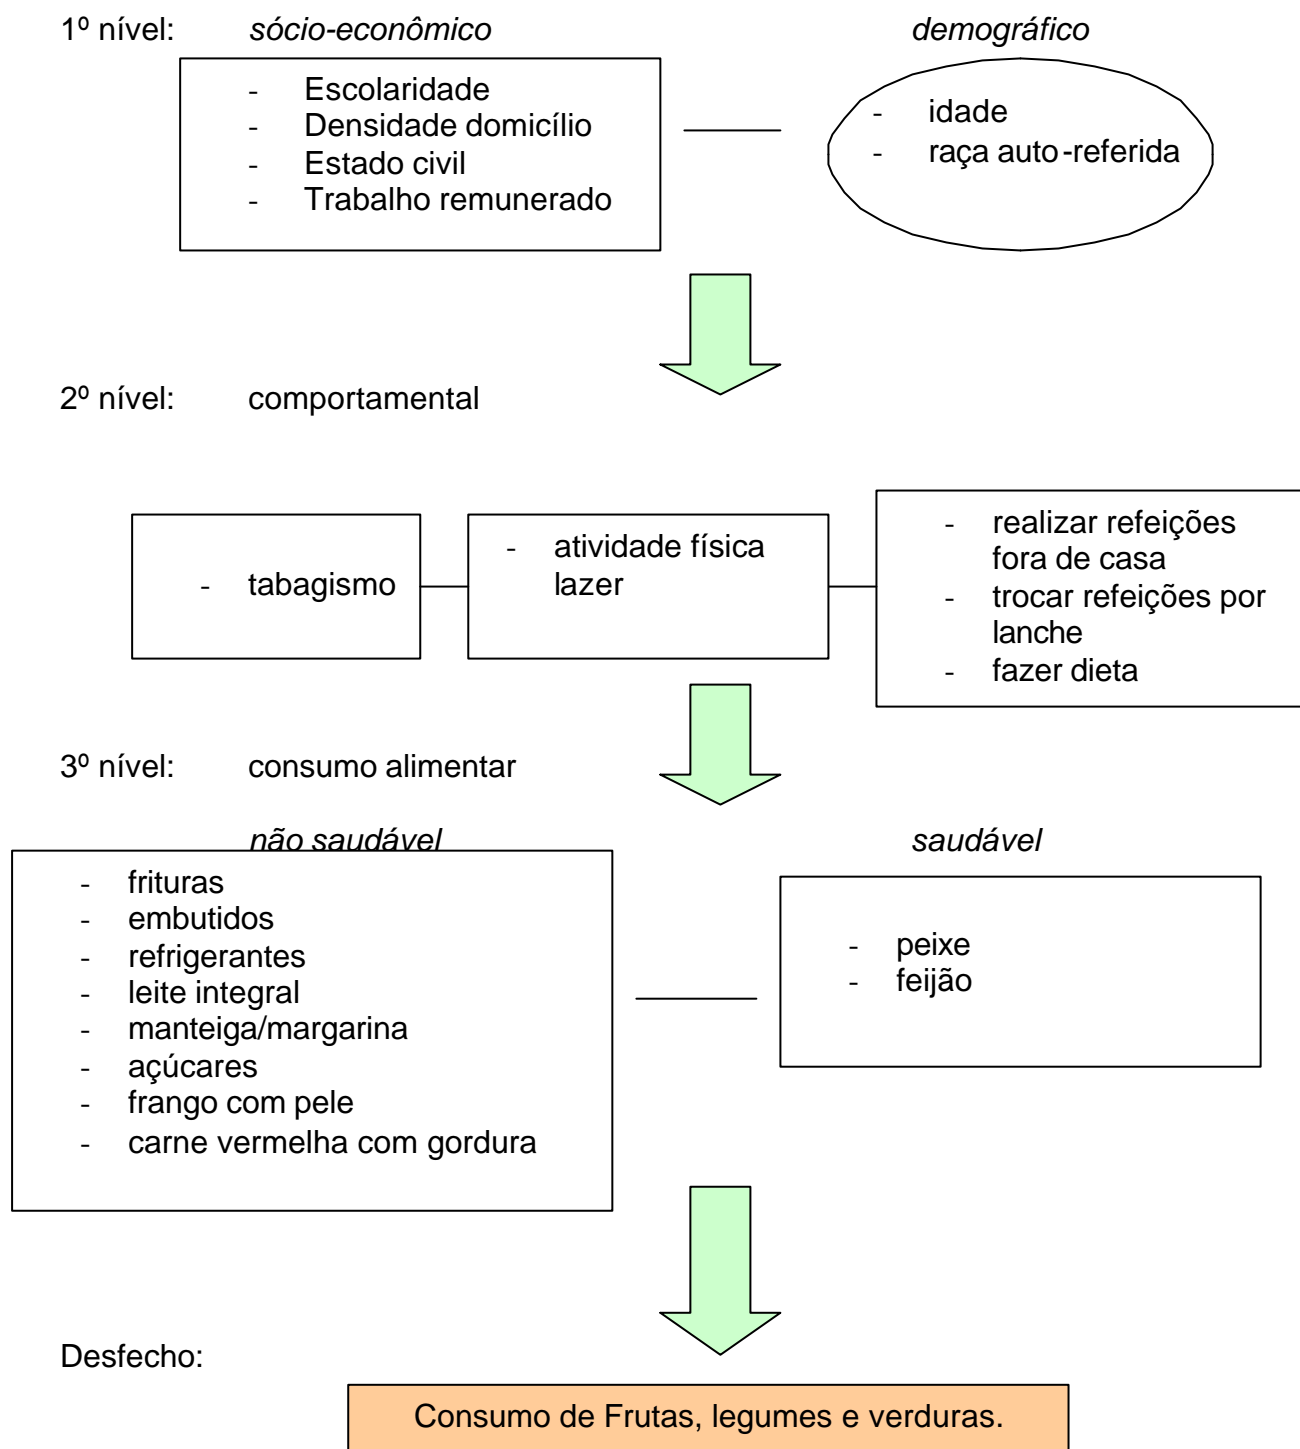 1º nível: sócio-econômico demográfico
- Escolaridade
- Densidade domicílio
- Estado civil
- Trabalho remunerado
- idade
- raça auto-referida
2º nível: comportamental
- tabagismo
- atividade física
lazer
- realizar refeições
fora de casa
- trocar refeições por
lanche
- fazer dieta
3º nível: consumo alimentar
não saudável saudável
- frituras
- embutidos
- refrigerantes
- leite integral
- manteiga/margarina
- açúcares
- frango com pele
- carne vermelha com gordura
- peixe
- feijão
Desfecho:
Consumo de Frutas, legumes e verduras.